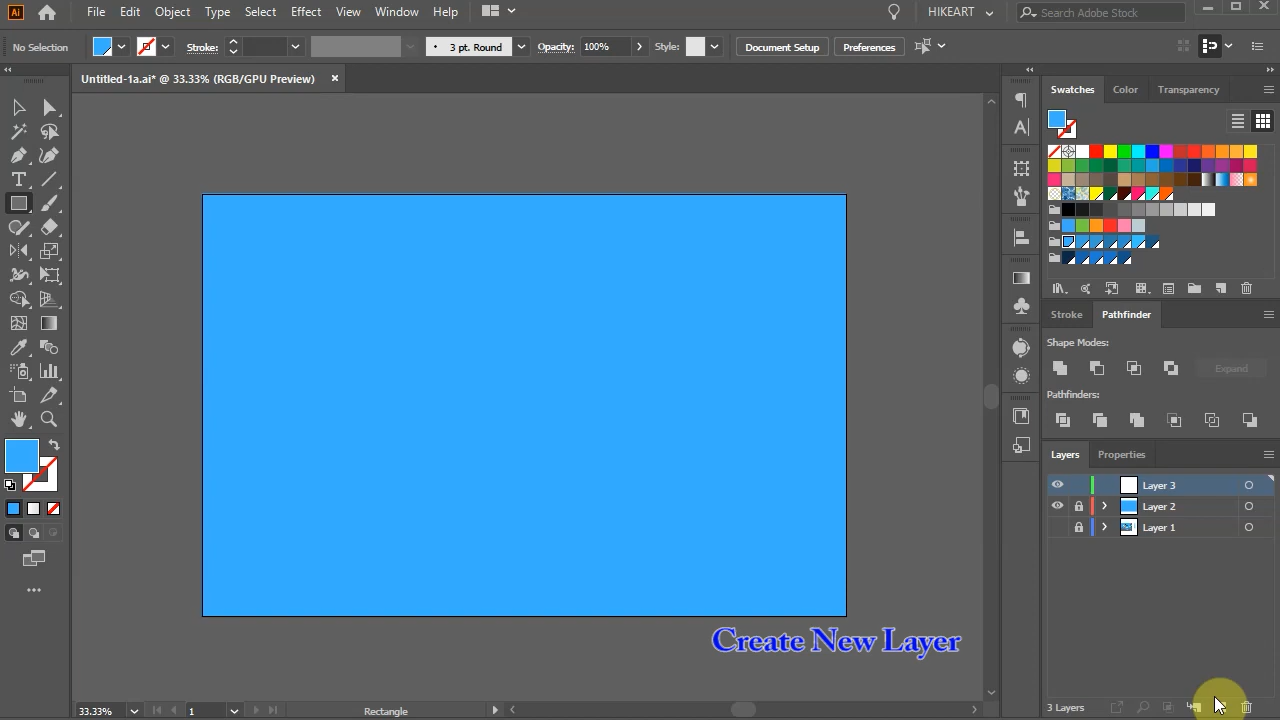 Ai File Edit Object Type Select Effect View Window Help HIKEART Search Adobe Stock
No Selection Stroke: 3 pt. Round Opacity: 100% Style: Document Setup Preferences
Untitled-1a.ai* @ 33.33% (RGB/GPU Preview) ×
Swatches Color Transparency
Stroke Pathfinder
Shape Modes:
Expand
Pathfinders:
Layers Properties
Layer 3
Layer 2
Layer 1
Create New Layer
33.33% 1 Rectangle 3 Layers